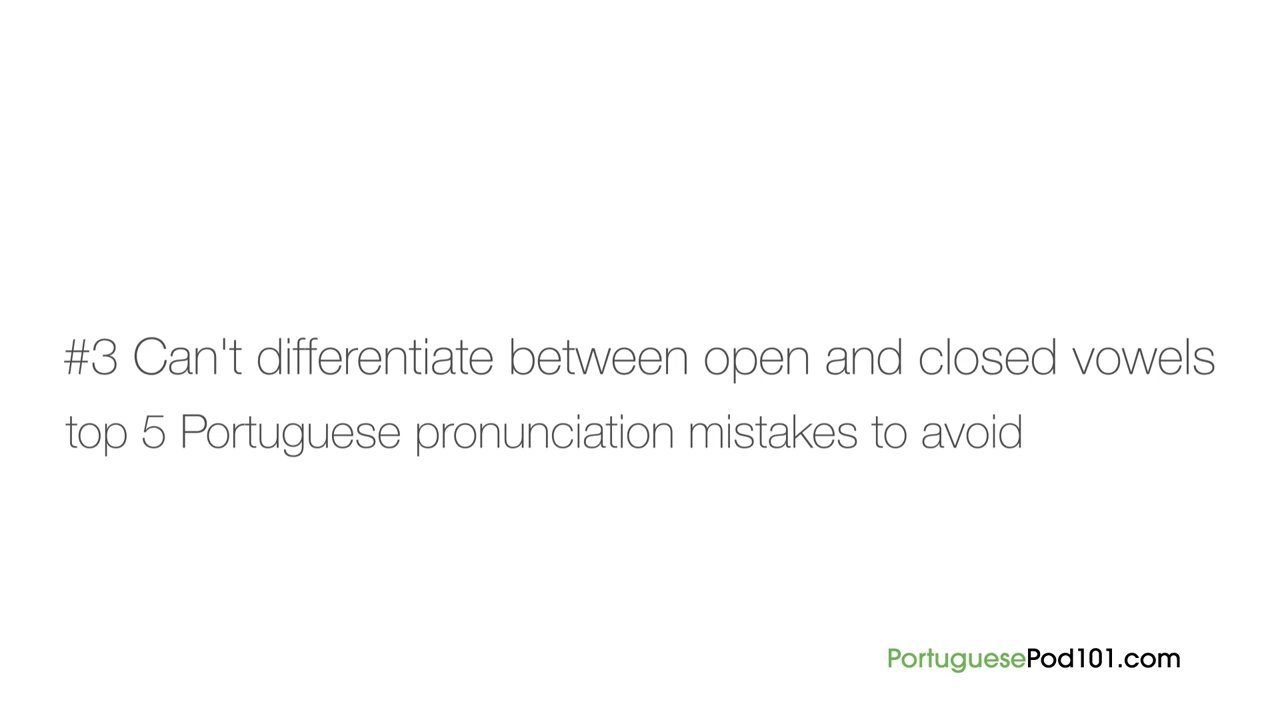 #3 Can't differentiate between open and closed vowels
top 5 Portuguese pronunciation mistakes to avoid
PortuguesePod101.com